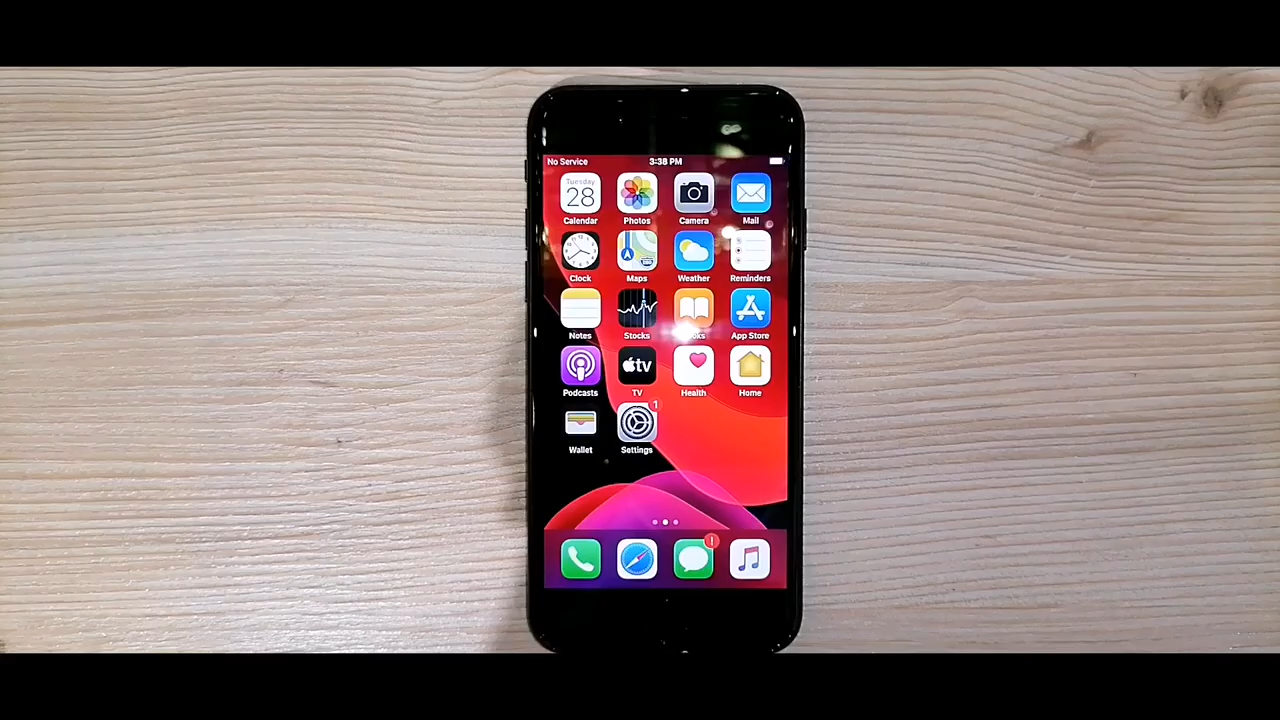 No Service 3:38 PM
Tuesday
28
Calendar Photos Camera Mail
Clock Maps Weather Reminders
Notes Stocks App Store
tv
Podcasts TV Health Home
1
Wallet Settings
!